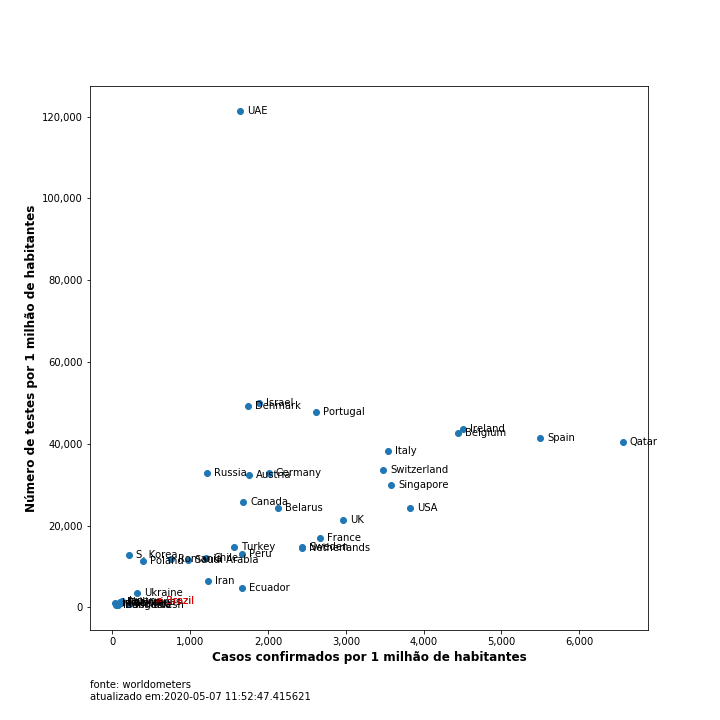 120,000
100,000
80,000
60,000
40,000
20,000
0
Número de testes por 1 milhão de habitantes
UAE
Israel
Denmark
Portugal
Ireland
Belgium
Spain
Qatar
Italy
Russia
Austria
Germany
Switzerland
Singapore
Canada
Belarus
USA
UK
France
Turkey
Sweden
Netherlands
S. Korea
Peru
Poland
Romania
Chile
Saudi Arabia
Iran
Ecuador
Ukraine
Brazil
0 1,000 2,000 3,000 4,000 5,000 6,000
Casos confirmados por 1 milhão de habitantes
fonte: worldometers
atualizado em:2020-05-07 11:52:47.415621